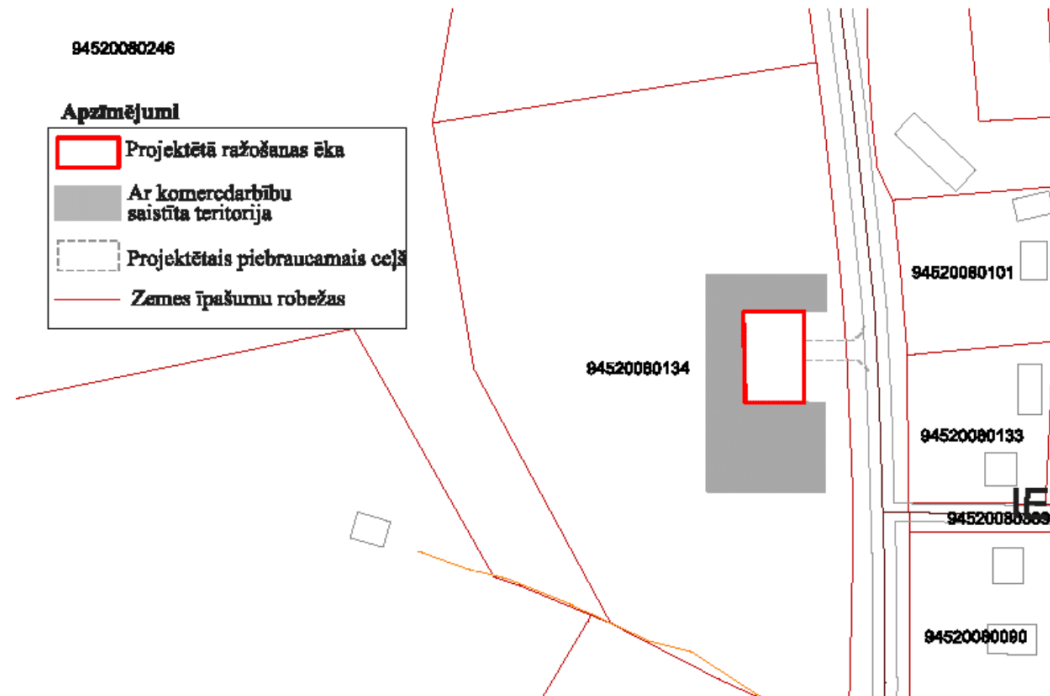 94520080246
Apzīmējumi
Projektētā ražošanas ēka
Ar komercdarbību
saistīta teritorija
Projektētais piebraucamais ceļš
Zemes īpašumu robežas
94520080101
94520080134
94520080133
IE
94520080090